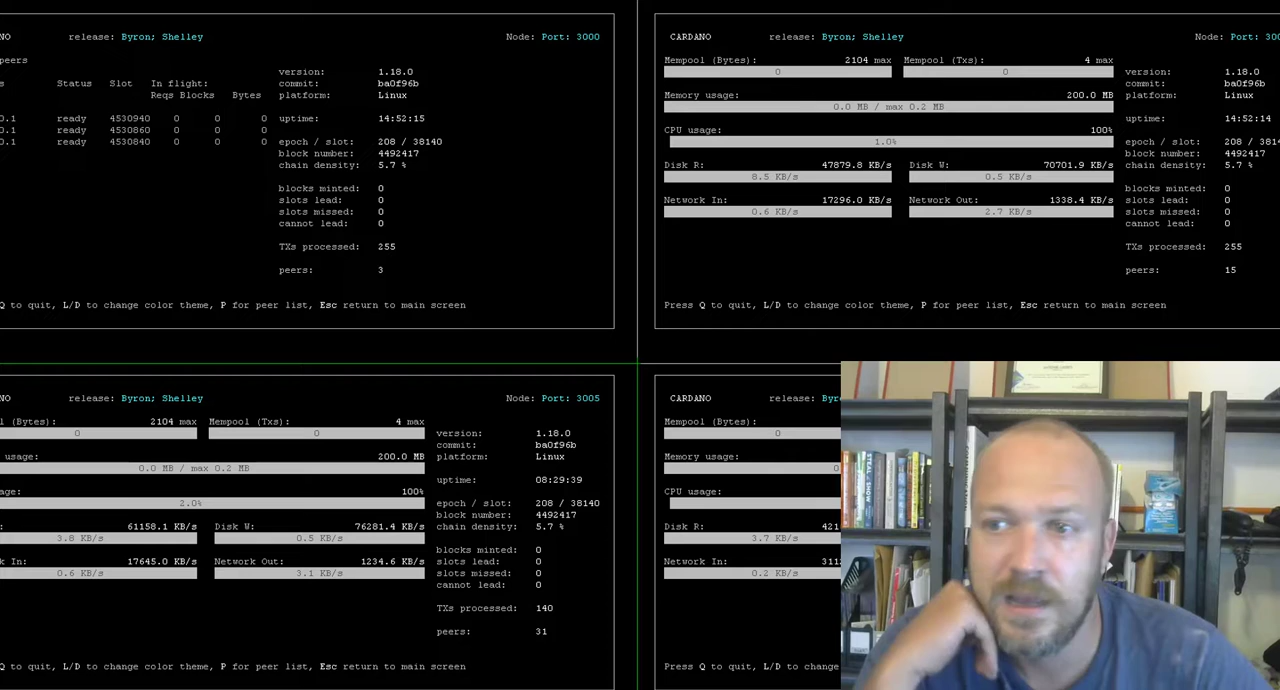 NO release: Byron; Shelley Node: Port: 3000
peers
s Status Slot In flight:
Reqs Blocks Bytes
0.1 ready 4530940 0 0 0
0.1 ready 4530860 0 0 0
0.1 ready 4530840 0 0 0
version: 1.18.0
commit: ba0f96b
platform: Linux
uptime: 14:52:15
epoch / slot: 208 / 38140
block number: 4492417
chain density: 5.7 %
blocks minted: 0
slots lead: 0
slots missed: 0
cannot lead: 0
TXs processed: 255
peers: 3
Q to quit, L/D to change color theme, P for peer list, Esc return to main screen
CARDANO release: Byron; Shelley Node: Port: 300
Mempool (Bytes): 2104 max Mempool (Txs): 4 max
0 0
Memory usage: 200.0 MB
0.0 MB / max 0.2 MB
CPU usage: 100%
1.0%
Disk R: 47879.8 KB/s Disk W: 70701.9 KB/s
8.5 KB/s 0.5 KB/s
Network In: 17296.0 KB/s Network Out: 1338.4 KB/s
0.6 KB/s 2.7 KB/s
version: 1.18.0
commit: ba0f96b
platform: Linux
uptime: 14:52:14
epoch / slot: 208 / 3814
block number: 4492417
chain density: 5.7 %
blocks minted: 0
slots lead: 0
slots missed: 0
cannot lead: 0
TXs processed: 255
peers: 15
Press Q to quit, L/D to change color theme, P for peer list, Esc return to main screen
ANO release: Byron; Shelley Node: Port: 3005
l (Bytes): 2104 max Mempool (Txs): 4 max
0 0
usage: 200.0 MB
0.0 MB / max 0.2 MB
age: 100%
2.0%
: 61158.1 KB/s Disk W: 76281.4 KB/s
3.8 KB/s 0.5 KB/s
k In: 17645.0 KB/s Network Out: 1234.6 KB/s
0.6 KB/s 3.1 KB/s
version: 1.18.0
commit: ba0f96b
platform: Linux
uptime: 08:29:39
epoch / slot: 208 / 38140
block number: 4492417
chain density: 5.7 %
blocks minted: 0
slots lead: 0
slots missed: 0
cannot lead: 0
TXs processed: 140
peers: 31
Q to quit, L/D to change color theme, P for peer list, Esc return to main screen
CARDANO release: Byro
Mempool (Bytes):
0
Memory usage:
0
CPU usage:
Disk R: 421
3.7 KB/s
Network In: 311
0.2 KB/s
Press Q to quit, L/D to change
STEAL THE SHOW